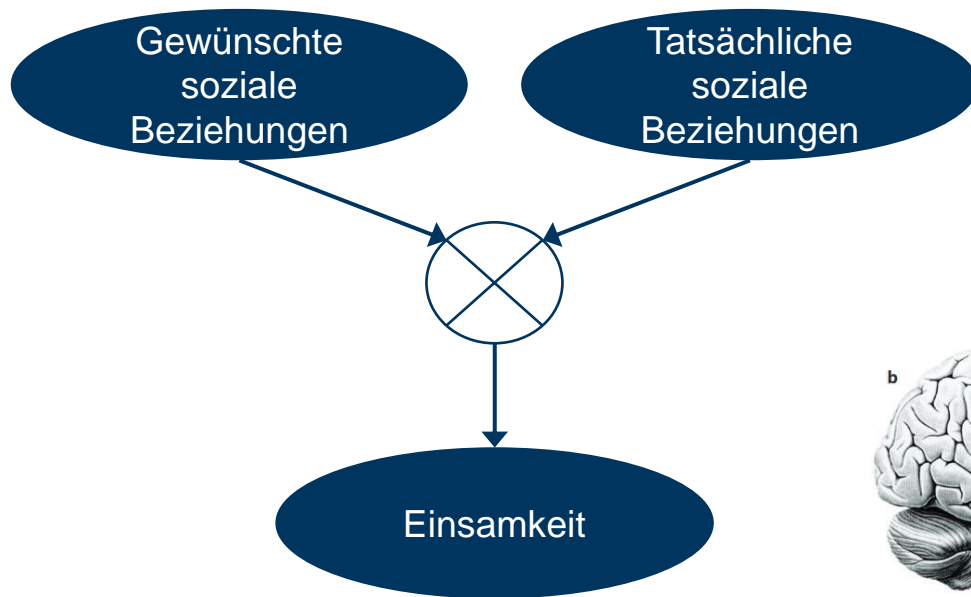 Gewünschte
soziale
Beziehungen
Tatsächliche
soziale
Beziehungen
b
Einsamkeit